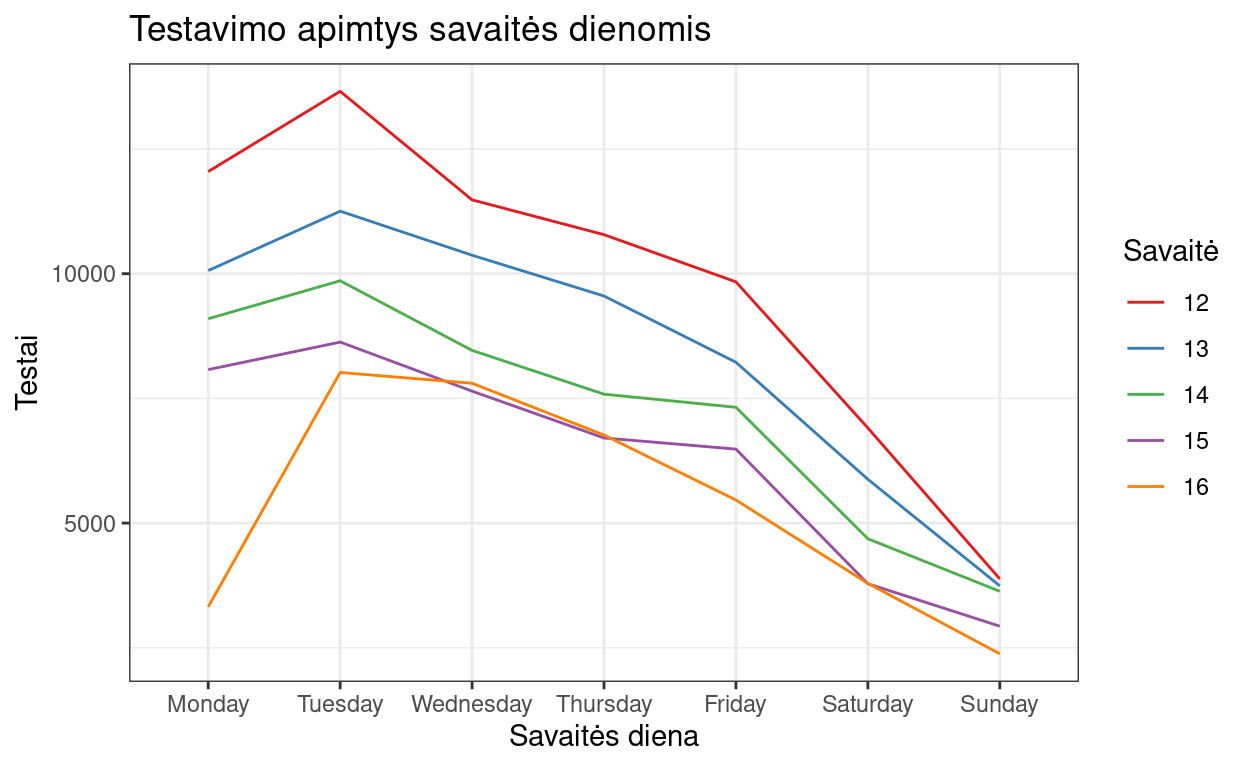 Testavimo apimtys savaitės dienomis
Testai
10000
5000
Monday Tuesday Wednesday Thursday Friday Saturday Sunday
Savaitės diena
Savaitė
12
13
14
15
16